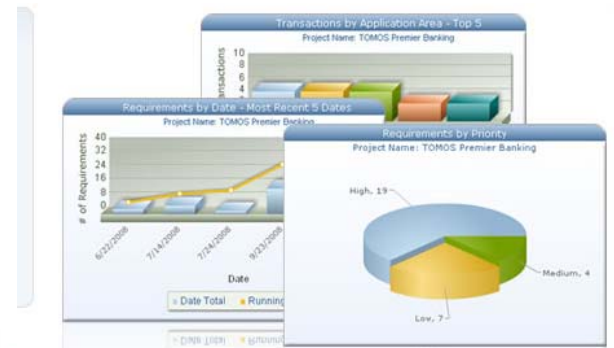 Transactions by Application Area - Top 5
Project Name: TOMOS Premier Banking
10
8
6
4
2
Requirements by Date - Most Recent 5 Dates
Project Name: TOMOS Premier Banking
# of Requirements
40
32
24
16
8
0
6/22/2008
7/14/2008
7/24/2008
9/23/2008
Date
Date Total
Running
Requirements by Priority
Project Name: TOMOS Premier Banking
High, 19
Medium, 4
Low, 7